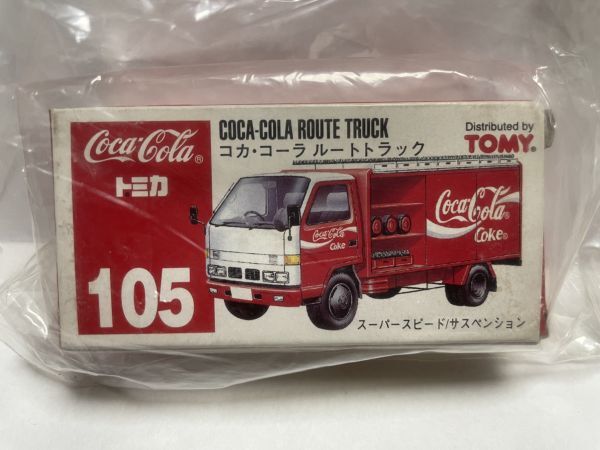 Coca-Cola®
トミカ
105
COCA-COLA ROUTE TRUCK
コカ・コーラ ルートトラック
Distributed by
TOMY®
Coca-Cola
Coke
Coca-Cola®
Coke®
スーパースピード/サスペンション